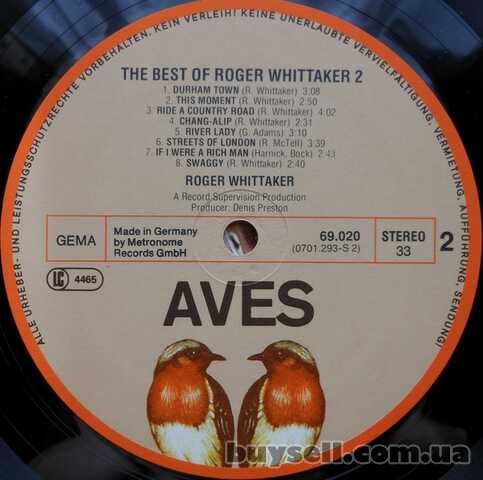 ALLE URHEBER- UND LEISTUNGSSCHUTZRECHTE VORBEHALTEN. KEIN VERLEIH! KEINE UNERLAUBTE VERVIELFÄLTIGUNG, VERMIETUNG, AUFFÜHRUNG, SENDUNG!
THE BEST OF ROGER WHITTAKER 2
1. DURHAM TOWN (R. Whittaker) 3:08
2. THIS MOMENT (R. Whittaker) 2:50
3. RIDE A COUNTRY ROAD (R. Whittaker) 4:02
4. CHANG-ALIP (R. Whittaker) 2:31
5. RIVER LADY (G. Adams) 3:10
6. STREETS OF LONDON (R. McTell) 3:39
7. IF I WERE A RICH MAN (Harnick, Bock) 2:43
8. SWAGGY (R. Whittaker) 2:40
ROGER WHITTAKER
A Record Supervision Production
Producer: Denis Preston
GEMA
Made in Germany
by Metronome
Records GmbH
69.020
(0701.293-S 2)
STEREO
33
2
LC 4465
AVES
buysell.com.ua